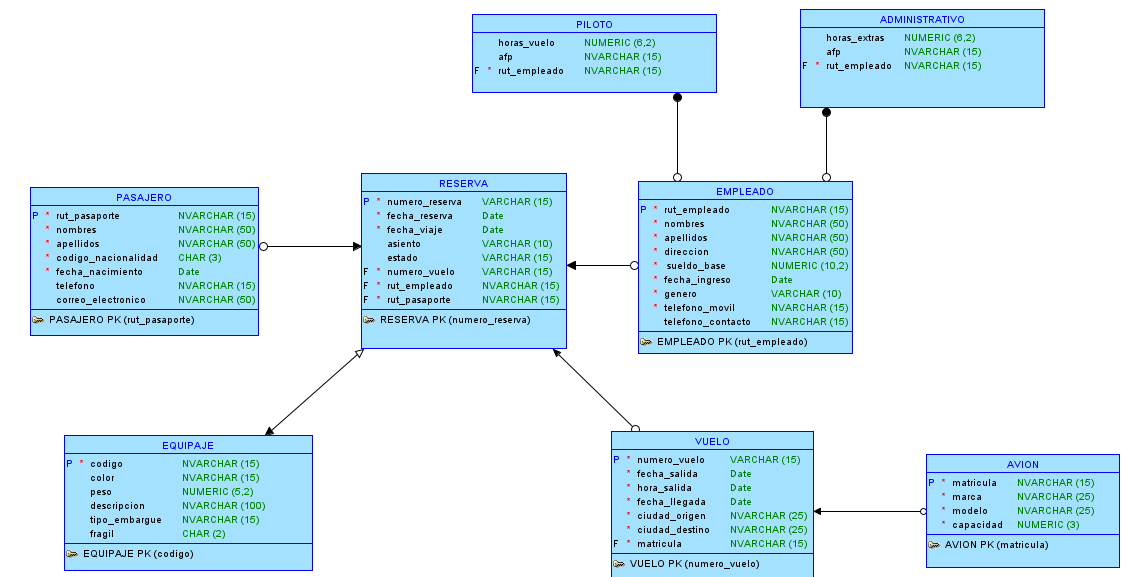 PILOTO
horas_vuelo NUMERIC (6,2)
afp NVARCHAR (15)
F * rut_empleado NVARCHAR (15)
ADMINISTRATIVO
horas_extras NUMERIC (6,2)
afp NVARCHAR (15)
F * rut_empleado NVARCHAR (15)
PASAJERO
P * rut_pasaporte NVARCHAR (15)
* nombres NVARCHAR (50)
* apellidos NVARCHAR (50)
* codigo_nacionalidad CHAR (3)
* fecha_nacimiento Date
telefono NVARCHAR (15)
correo_electronico NVARCHAR (50)
PASAJERO PK (rut_pasaporte)
RESERVA
P * numero_reserva VARCHAR (15)
* fecha_reserva Date
* fecha_viaje Date
asiento VARCHAR (10)
estado VARCHAR (15)
F * numero_vuelo VARCHAR (15)
F * rut_empleado NVARCHAR (15)
F * rut_pasaporte NVARCHAR (15)
RESERVA PK (numero_reserva)
EMPLEADO
P * rut_empleado NVARCHAR (15)
* nombres NVARCHAR (50)
* apellidos NVARCHAR (50)
* direccion NVARCHAR (50)
* sueldo_base NUMERIC (10,2)
* fecha_ingreso Date
* genero VARCHAR (10)
* telefono_movil NVARCHAR (15)
telefono_contacto NVARCHAR (15)
EMPLEADO PK (rut_empleado)
EQUIPAJE
P * codigo NVARCHAR (15)
color NVARCHAR (15)
peso NUMERIC (5,2)
descripcion NVARCHAR (100)
tipo_embargue NVARCHAR (15)
fragil CHAR (2)
EQUIPAJE PK (codigo)
VUELO
P * numero_vuelo VARCHAR (15)
* fecha_salida Date
* hora_salida Date
* fecha_llegada Date
* ciudad_origen NVARCHAR (25)
* ciudad_destino NVARCHAR (25)
F * matricula NVARCHAR (15)
VUELO PK (numero_vuelo)
AVION
P * matricula NVARCHAR (15)
* marca NVARCHAR (25)
* modelo NVARCHAR (25)
* capacidad NUMERIC (3)
AVION PK (matricula)